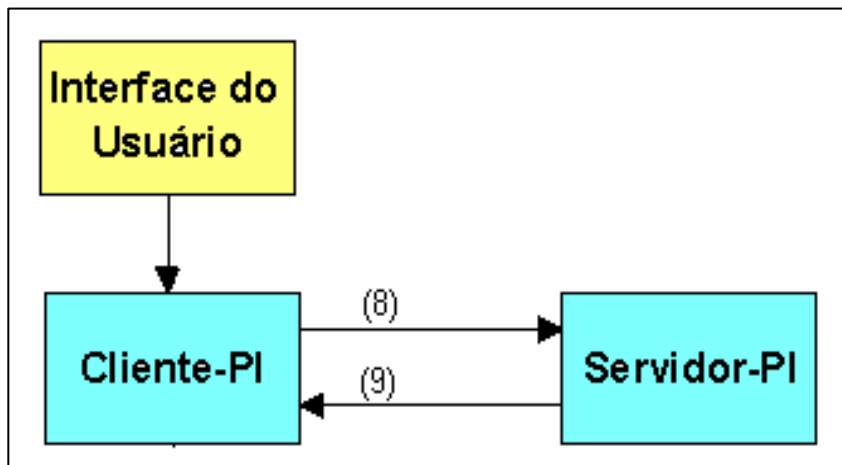 Interface do
Usuário
(8)
Cliente-PI
Servidor-PI
(9)